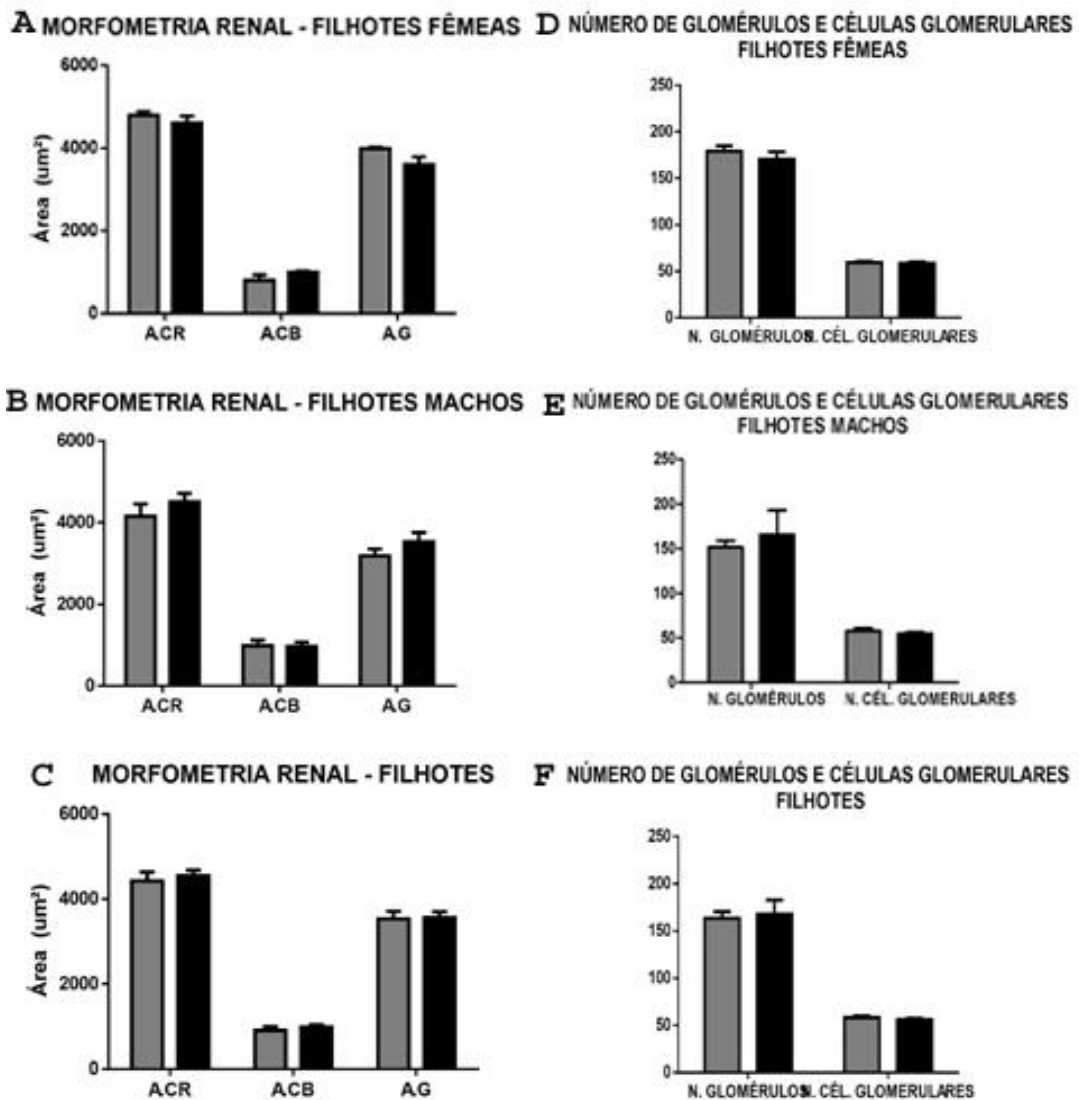 A MORFOMETRIA RENAL - FILHOTES FÊMEAS
6000
4000
2000
0
Área (um²)
ACR ACB AG
D NÚMERO DE GLOMÉRULOS E CÉLULAS GLOMERULARES
FILHOTES FÊMEAS
250
200
150
100
50
0
N. GLOMÉRULOS N. CÉL. GLOMERULARES
B MORFOMETRIA RENAL - FILHOTES MACHOS
6000
4000
2000
0
Área (um²)
ACR ACB AG
E NÚMERO DE GLOMÉRULOS E CÉLULAS GLOMERULARES
FILHOTES MACHOS
250
200
150
100
50
0
N. GLOMÉRULOS N. CÉL. GLOMERULARES
C MORFOMETRIA RENAL - FILHOTES
6000
4000
2000
0
Área (um²)
ACR ACB AG
F NÚMERO DE GLOMÉRULOS E CÉLULAS GLOMERULARES
FILHOTES
250
200
150
100
50
0
N. GLOMÉRULOS N. CÉL. GLOMERULARES